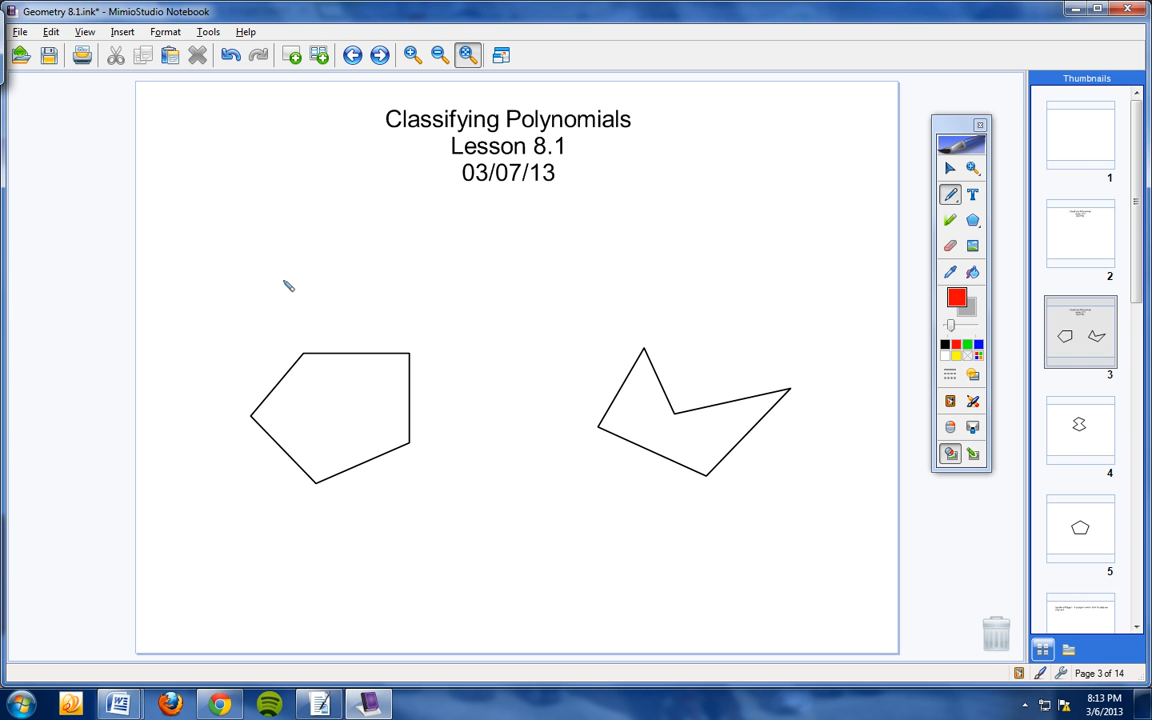 Geometry 8.1.ink* - MimioStudio Notebook
File Edit View Insert Format Tools Help
Thumbnails
Classifying Polynomials
Lesson 8.1
03/07/13
1
2
3
4
5
Page 3 of 14
8:13 PM
3/6/2013